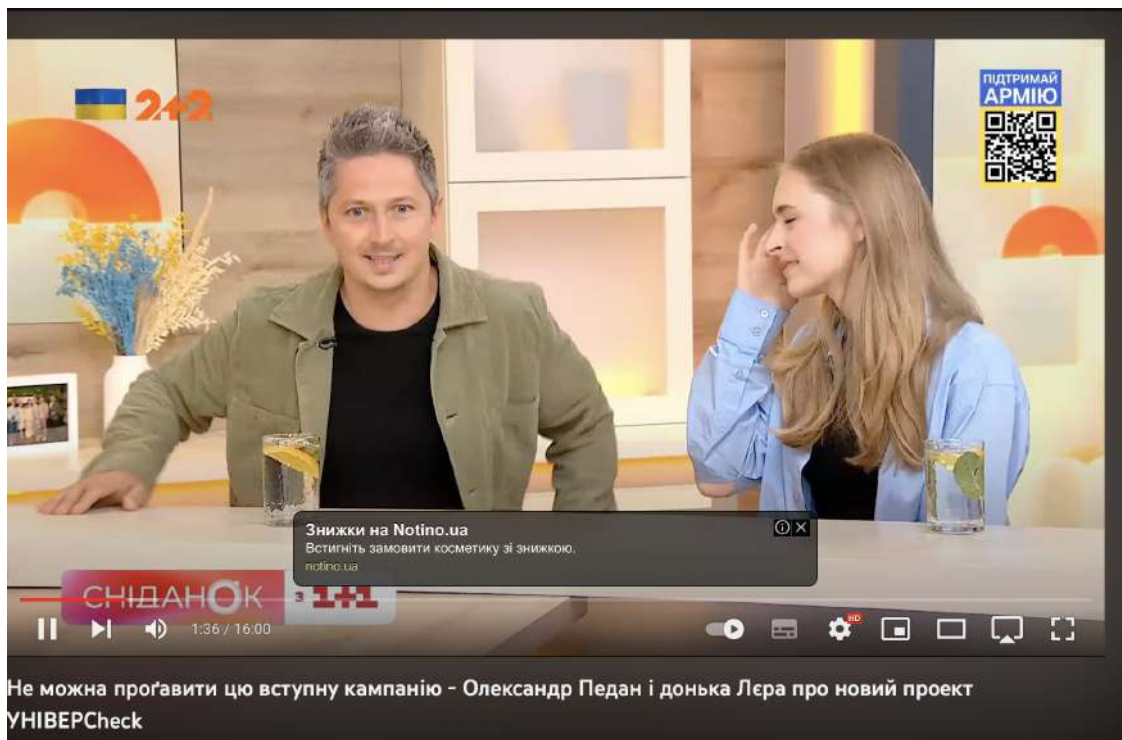 2+2
ПІДТРИМАЙ
АРМІЮ
Знижки на Notino.ua
Встигніть замовити косметику зі знижкою.
notino.ua
СНІДАНОК з 1+1
1:36 / 16:00
HD
Не можна проґавити цю вступну кампанію - Олександр Педан і донька Лєра про новий проект
УНІВЕРCheck